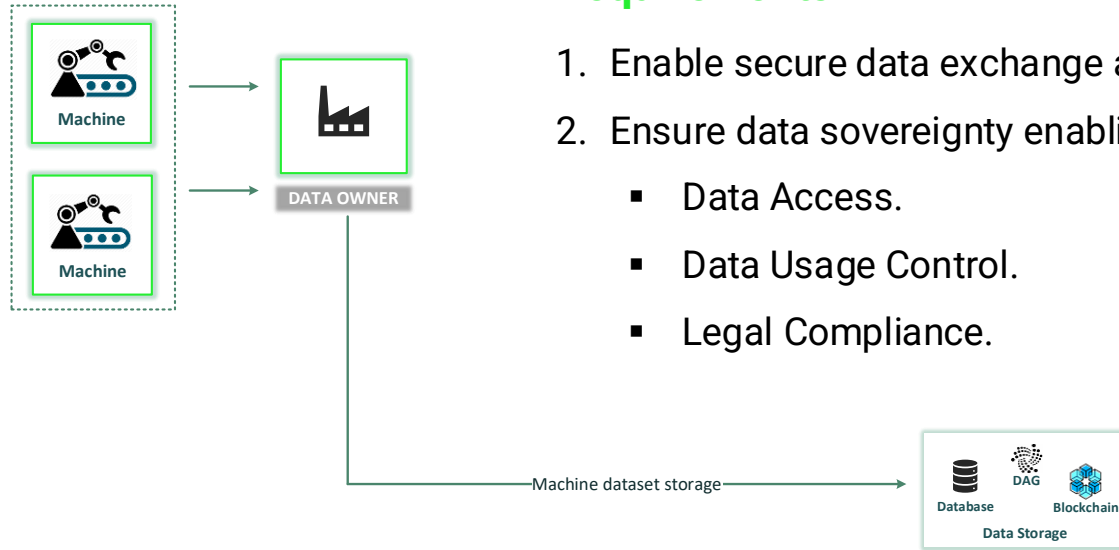 1. Enable secure data exchange
2. Ensure data sovereignty
▪ Data Access.
▪ Data Usage Control.
▪ Legal Compliance.
Machine
Machine
DATA OWNER
Machine dataset storage
Database
DAG
Blockchain
Data Storage